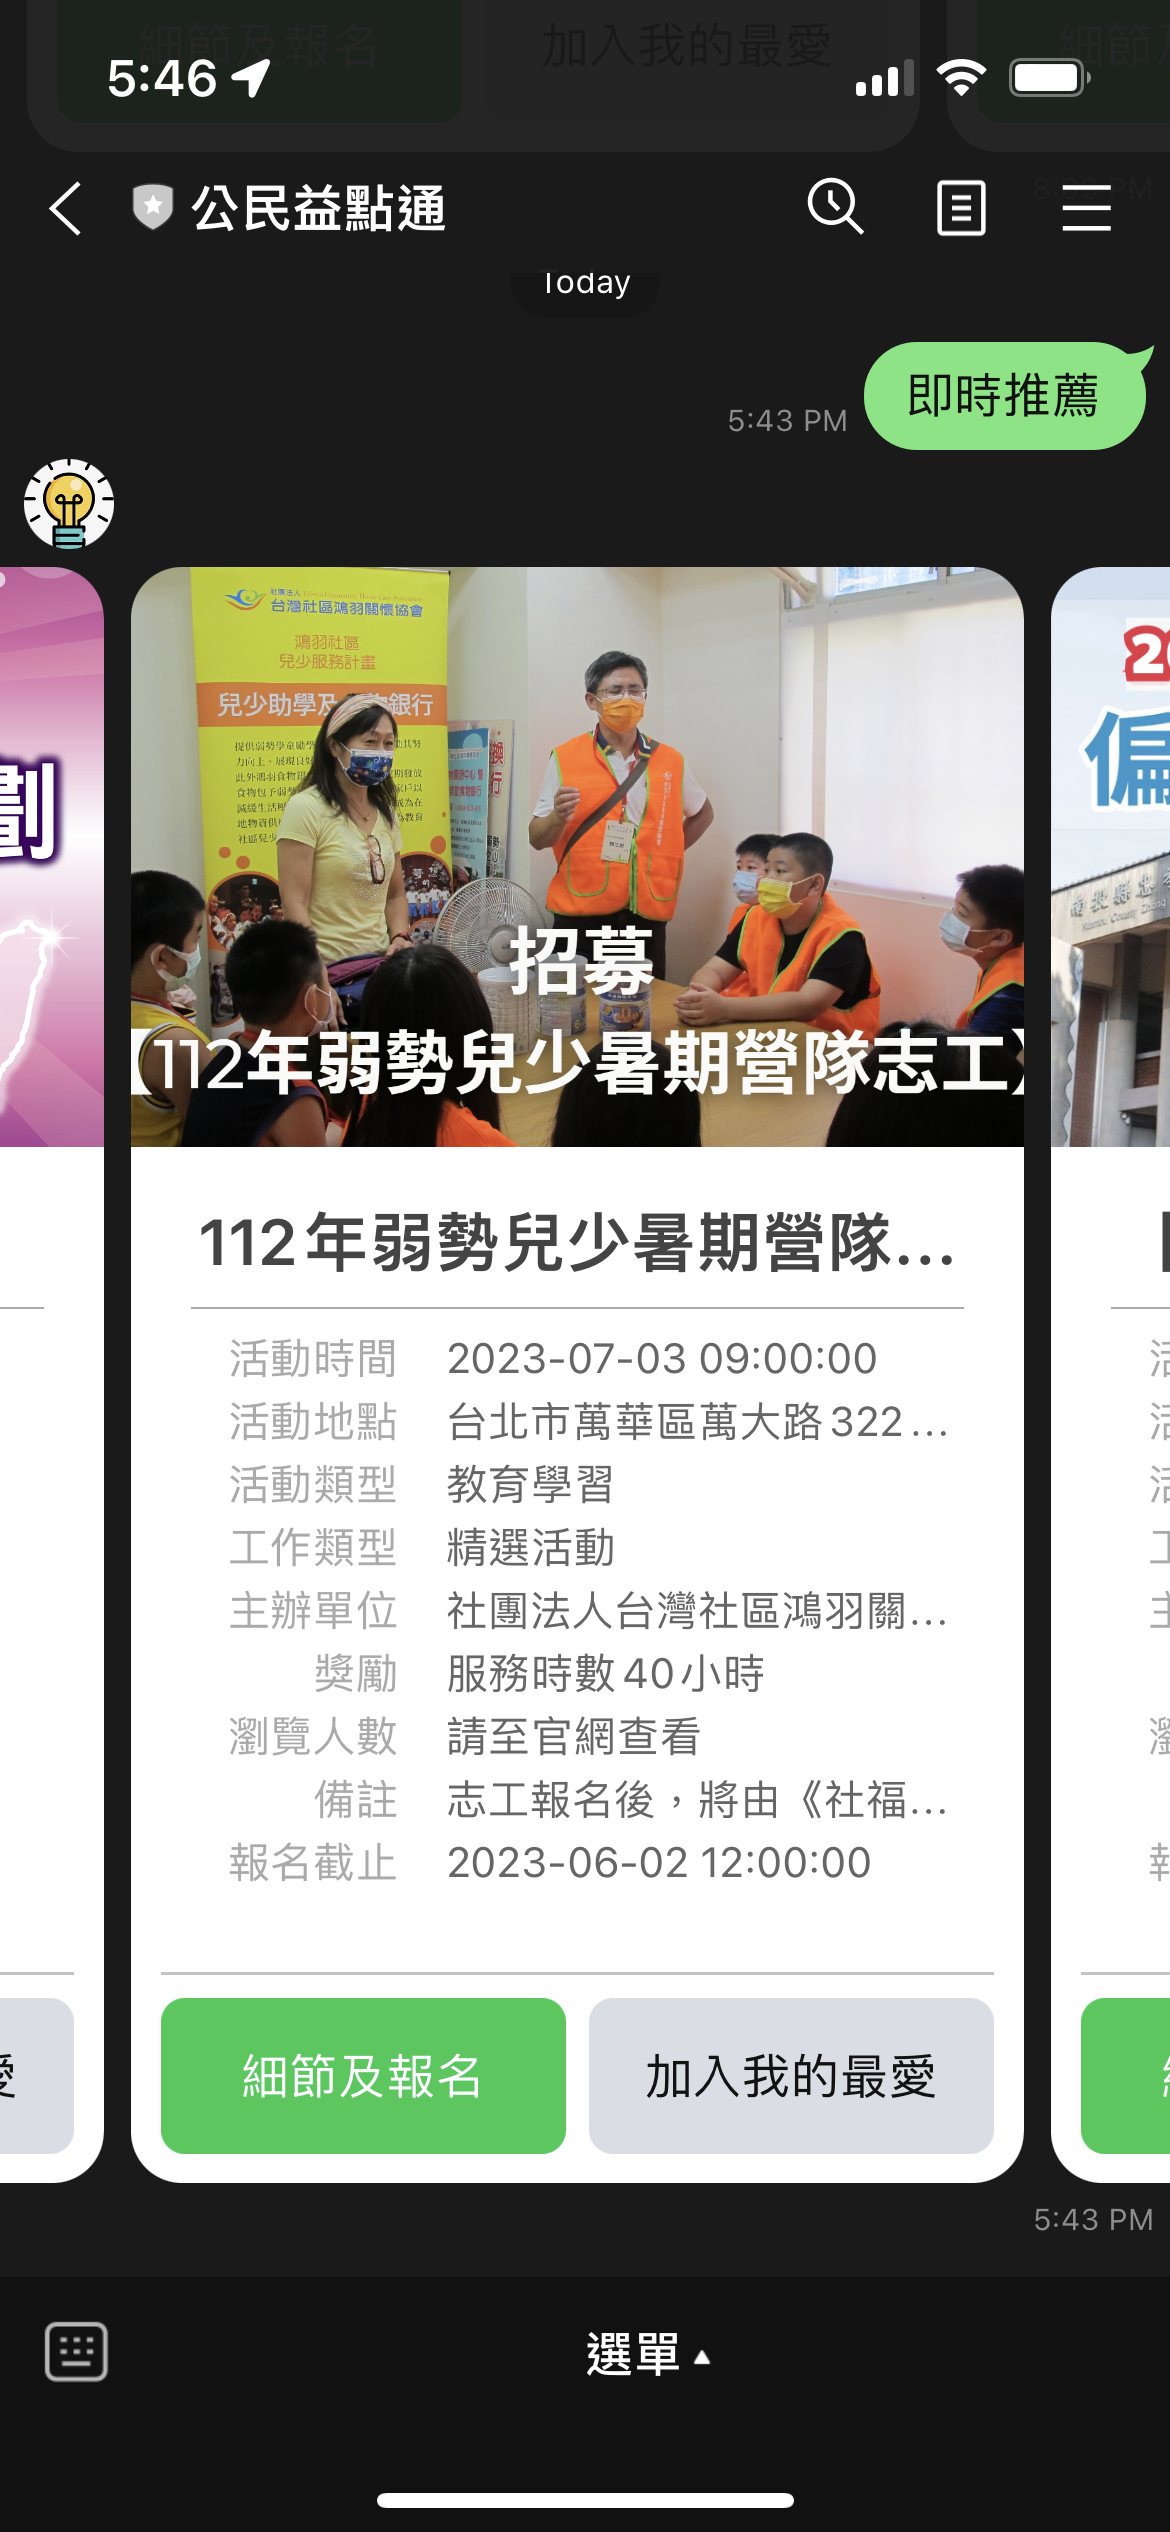 細節及報名
加入我的最愛
5:46
公民益點通
8:03 PM
Today
即時推薦
5:43 PM
社團法人
台灣社區鴻羽關懷協會
鴻羽社區
兒少服務計畫
兒少助學及
銀行
招募
【112年弱勢兒少暑期營隊志工】
劃
偏
112年弱勢兒少暑期營隊...
活動時間 2023-07-03 09:00:00
活動地點 台北市萬華區萬大路322...
活動類型 教育學習
工作類型 精選活動
主辦單位 社團法人台灣社區鴻羽關...
獎勵 服務時數40小時
瀏覽人數 請至官網查看
備註 志工報名後，將由《社福...
報名截止 2023-06-02 12:00:00
細節及報名
加入我的最愛
5:43 PM
選單